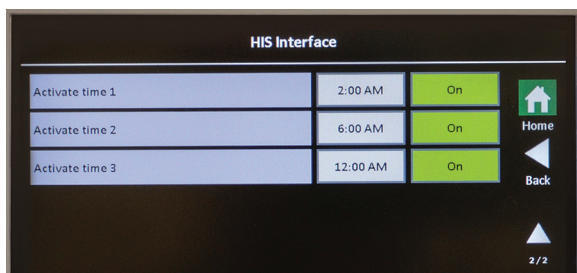 HIS Interface
Activate time 1 2:00 AM On
Home
Activate time 2 6:00 AM On
Activate time 3 12:00 AM On
Back
2/2